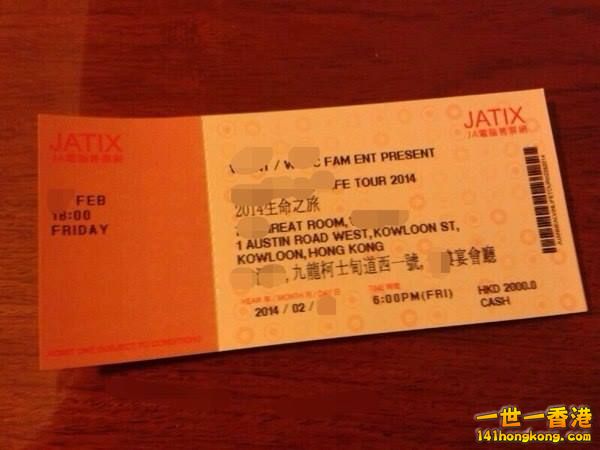 JATIX
JA電腦售票網
FEB
18:00
FRIDAY
ADMIT ONE SUBJECT TO CONDITIONS
JATIX
JA電腦售票網
FAM ENT PRESENT
TOUR 2014
2014生命之旅
ROOM,
1 AUSTIN ROAD WEST, KOWLOON ST,
KOWLOON, HONG KONG
九龍柯士甸道西一號, 宴會廳
YEAR 年 / MONTH 月 / DAY 日
TIME 時間
HKD 2000.0
2014 / 02 /
6:00PM(FRI)
CASH
一世一香港
141hongkong.com